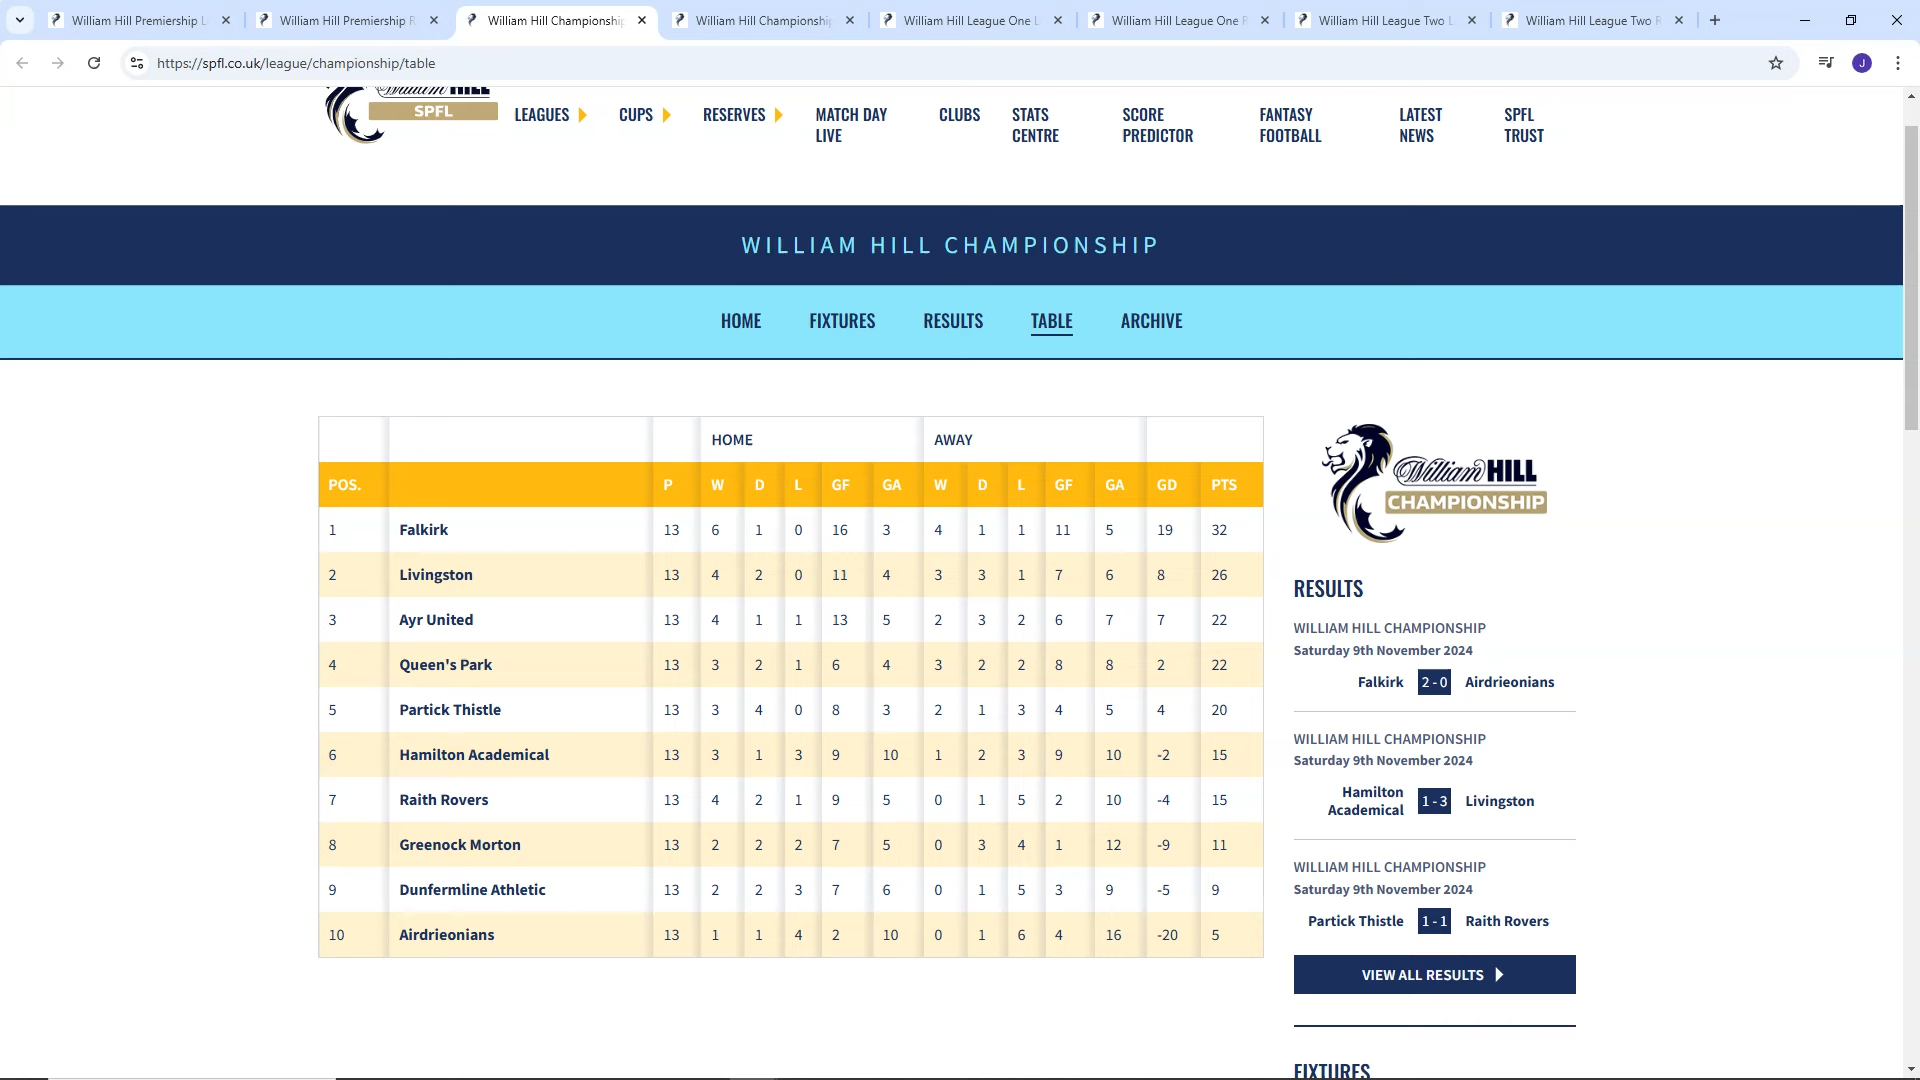 William Hill Premiership L
William Hill Premiership R
William Hill Championship
William Hill Championship
William Hill League One L
William Hill League One R
William Hill League Two L
William Hill League Two R
https://spfl.co.uk/league/championship/table
J
William HILL
SPFL
LEAGUES
CUPS
RESERVES
MATCH DAY LIVE
CLUBS
STATS CENTRE
SCORE PREDICTOR
FANTASY FOOTBALL
LATEST NEWS
SPFL TRUST
WILLIAM HILL CHAMPIONSHIP
HOME FIXTURES RESULTS TABLE ARCHIVE
HOME AWAY
POS. P W D L GF GA W D L GF GA GD PTS
1 Falkirk 13 6 1 0 16 3 4 1 1 11 5 19 32
2 Livingston 13 4 2 0 11 4 3 3 1 7 6 8 26
3 Ayr United 13 4 1 1 13 5 2 3 2 6 7 7 22
4 Queen's Park 13 3 2 1 6 4 3 2 2 8 8 2 22
5 Partick Thistle 13 3 4 0 8 3 2 1 3 4 5 4 20
6 Hamilton Academical 13 3 1 3 9 10 1 2 3 9 10 -2 15
7 Raith Rovers 13 4 2 1 9 5 0 1 5 2 10 -4 15
8 Greenock Morton 13 2 2 2 7 5 0 3 4 1 12 -9 11
9 Dunfermline Athletic 13 2 2 3 7 6 0 1 5 3 9 -5 9
10 Airdrieonians 13 1 1 4 2 10 0 1 6 4 16 -20 5
William HILL
CHAMPIONSHIP
RESULTS
WILLIAM HILL CHAMPIONSHIP
Saturday 9th November 2024
Falkirk 2 - 0 Airdrieonians
WILLIAM HILL CHAMPIONSHIP
Saturday 9th November 2024
Hamilton Academical 1 - 3 Livingston
WILLIAM HILL CHAMPIONSHIP
Saturday 9th November 2024
Partick Thistle 1 - 1 Raith Rovers
VIEW ALL RESULTS
FIXTURES